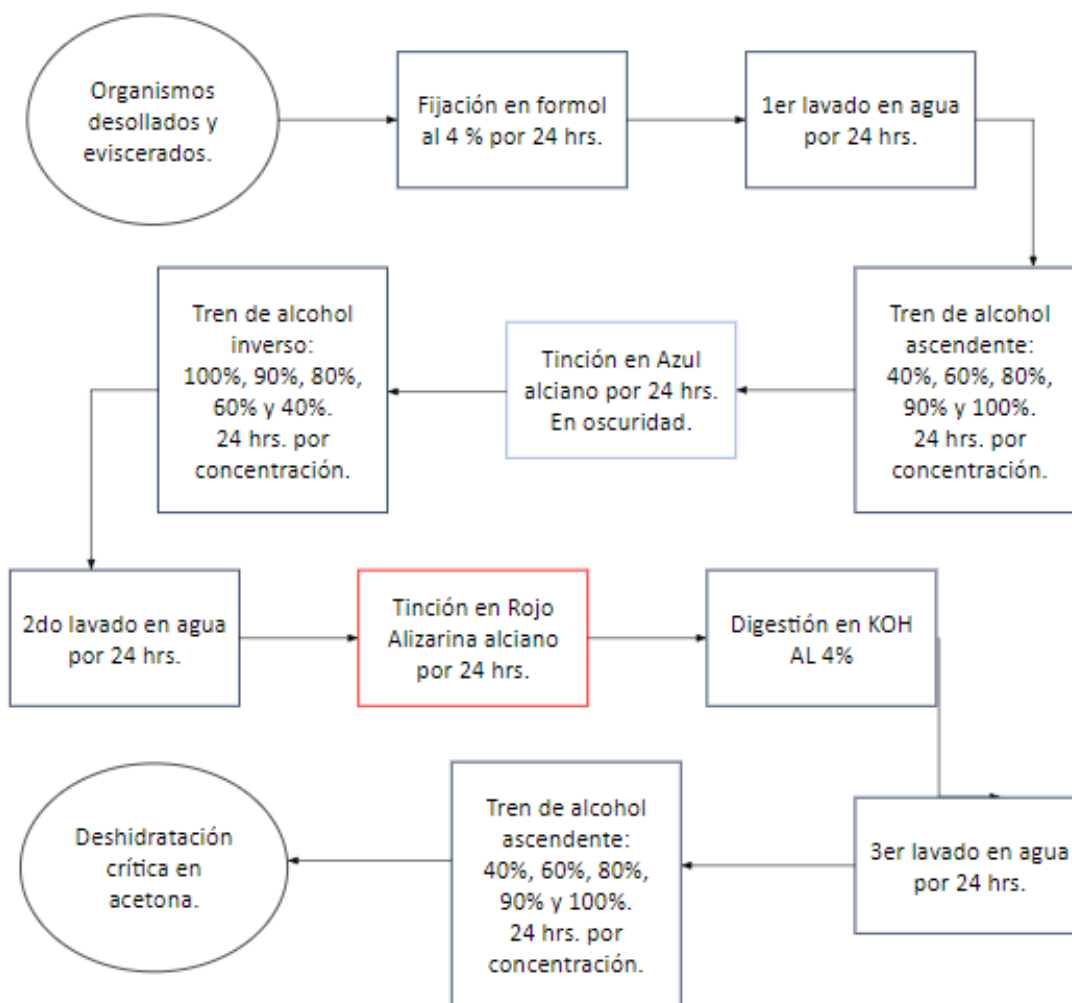 Organismos
desollados y
eviscerados.
Fijación en formol
al 4 % por 24 hrs.
1er lavado en agua
por 24 hrs.
Tren de alcohol
ascendente:
40%, 60%, 80%,
90% y 100%.
24 hrs. por
concentración.
Tinción en Azul
alciano por 24 hrs.
En oscuridad.
Tren de alcohol
inverso:
100%, 90%, 80%,
60% y 40%.
24 hrs. por
concentración.
2do lavado en agua
por 24 hrs.
Tinción en Rojo
Alizarina alciano
por 24 hrs.
Digestión en KOH
AL 4%
3er lavado en agua
por 24 hrs.
Tren de alcohol
ascendente:
40%, 60%, 80%,
90% y 100%.
24 hrs. por
concentración.
Deshidratación
crítica en
acetona.